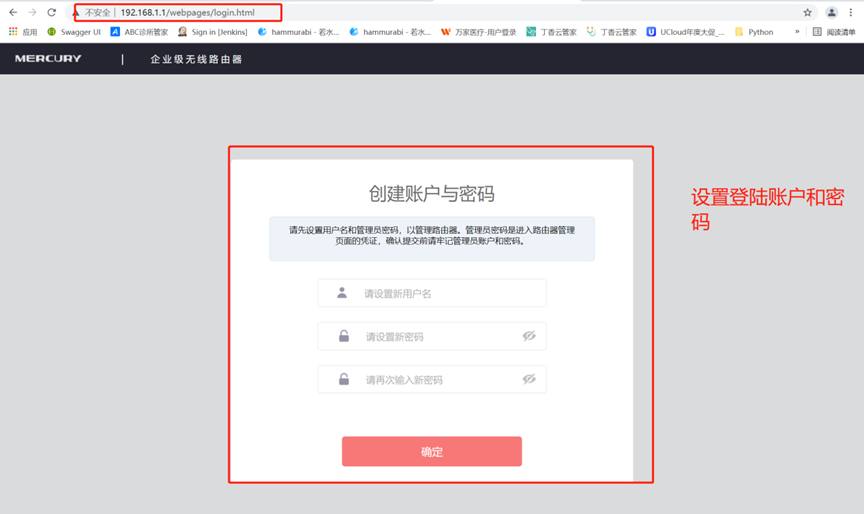 不安全 | 192.168.1.1/webpages/login.html
应用 Swagger UI ABC诊所管家 Sign in [Jenkins] hammurabi - 若水... hammurabi - 若水... 万家医疗-用户登录 丁香云管家 丁香云管家 UCloud年度大促_... Python » 阅读清单
MERCURY | 企业级无线路由器
创建账户与密码
请先设置用户名和管理员密码，以管理路由器。管理员密码是进入路由器管理
页面的凭证，确认提交前请牢记管理员账户和密码。
请设置新用户名
请设置新密码
请再次输入新密码
确定
设置登陆账户和密
码